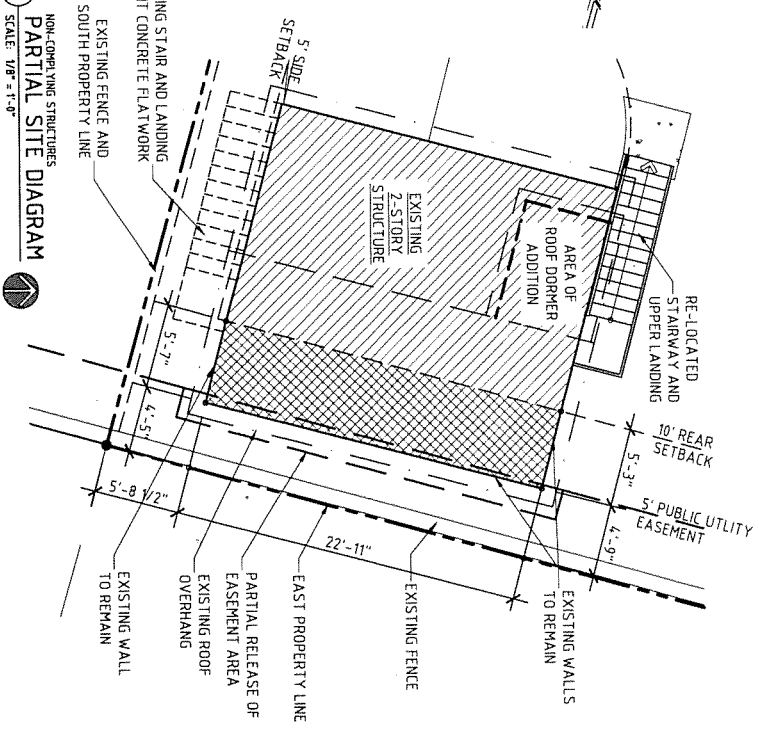 RE-LOCATED
STAIRWAY AND
UPPER LANDING
10' REAR
SETBACK
5'-3"
5' PUBLIC UTLITY
EASEMENT
4'-9"
AREA OF
ROOF DORMER
ADDITION
EXISTING
2-STORY
STRUCTURE
EXISTING WALLS
TO REMAIN
EXISTING FENCE
22'-11"
EAST PROPERTY LINE
PARTIAL RELEASE OF
EASEMENT AREA
EXISTING ROOF
OVERHANG
EXISTING WALL
TO REMAIN
5'-8 1/2"
4'-5"
5'-7"
5' SIDE
SETBACK
ING STAIR AND LANDING
T CONCRETE FLATWORK
EXISTING FENCE AND
SOUTH PROPERTY LINE
NON-COMPLYING STRUCTURES
PARTIAL SITE DIAGRAM
SCALE: 1/8" = 1'-0"